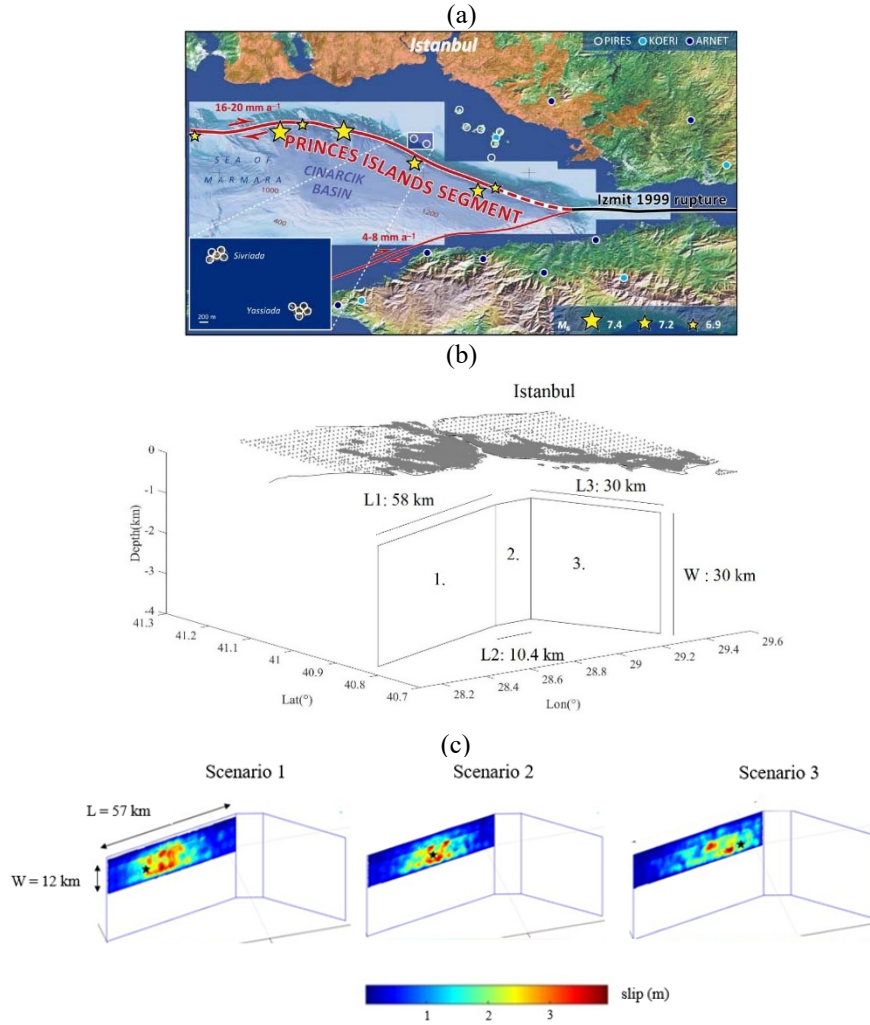 (a)
Istanbul
PIRES KOERI ARNET
16-20 mm a⁻¹
PRINCES ISLANDS SEGMENT
SEA OF
MARMARA
1000
CINARCIK
BASIN
1200
400
Izmit 1999 rupture
4-8 mm a⁻¹
Sivriada
Yassiada
200 m
7.4 7.2 6.9
(b)
Istanbul
Depth(km)
0
-1
-2
-3
-4
L1: 58 km
L3: 30 km
1.
2.
3.
W : 30 km
L2: 10.4 km
41.3
41.2
41.1
41
40.9
40.8
40.7
Lat(°)
28.2
28.4
28.6
28.8
29
29.2
29.4
29.6
Lon(°)
(c)
Scenario 1
Scenario 2
Scenario 3
L = 57 km
W = 12 km
1 2 3
slip (m)